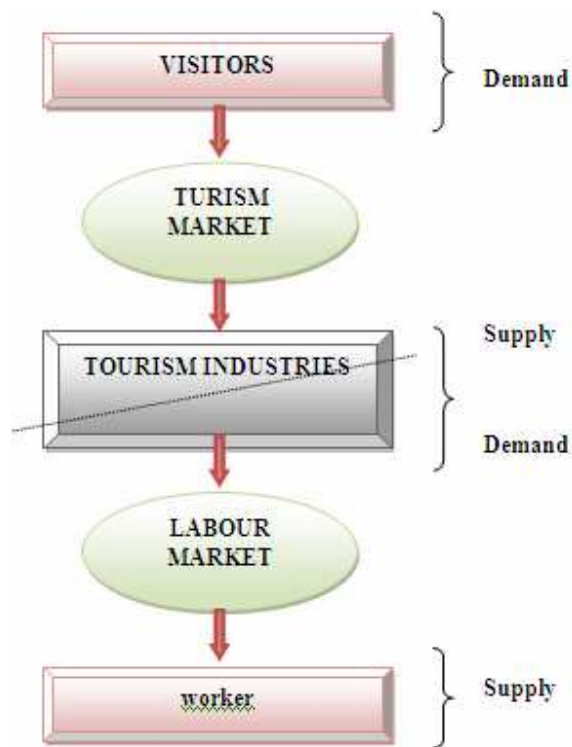 VISITORS
Demand
TURISM
MARKET
Supply
TOURISM INDUSTRIES
Demand
LABOUR
MARKET
worker
Supply